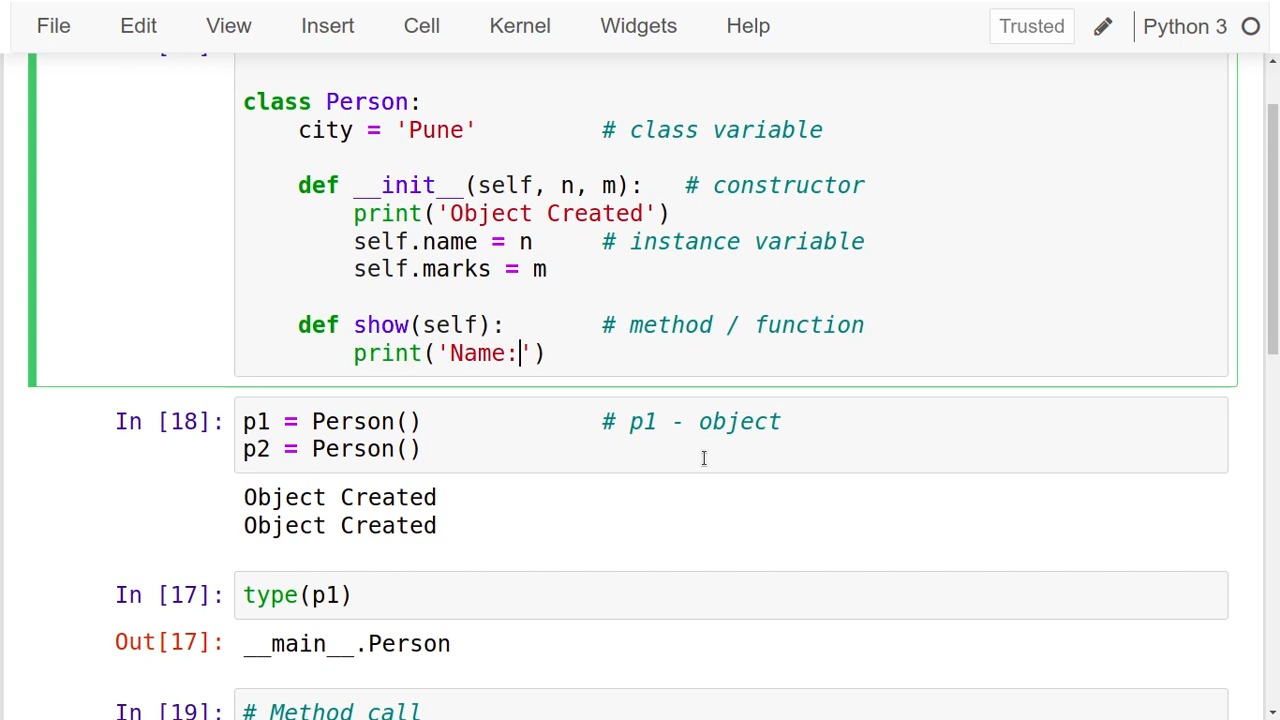 File Edit View Insert Cell Kernel Widgets Help Trusted Python 3
class Person:
    city = 'Pune'         # class variable
    def __init__(self, n, m):   # constructor
        print('Object Created')
        self.name = n     # instance variable
        self.marks = m
    def show(self):       # method / function
        print('Name:')
In [18]: p1 = Person()             # p1 - object
p2 = Person()
Object Created
Object Created
In [17]: type(p1)
Out[17]: __main__.Person
In [19]: # Method call